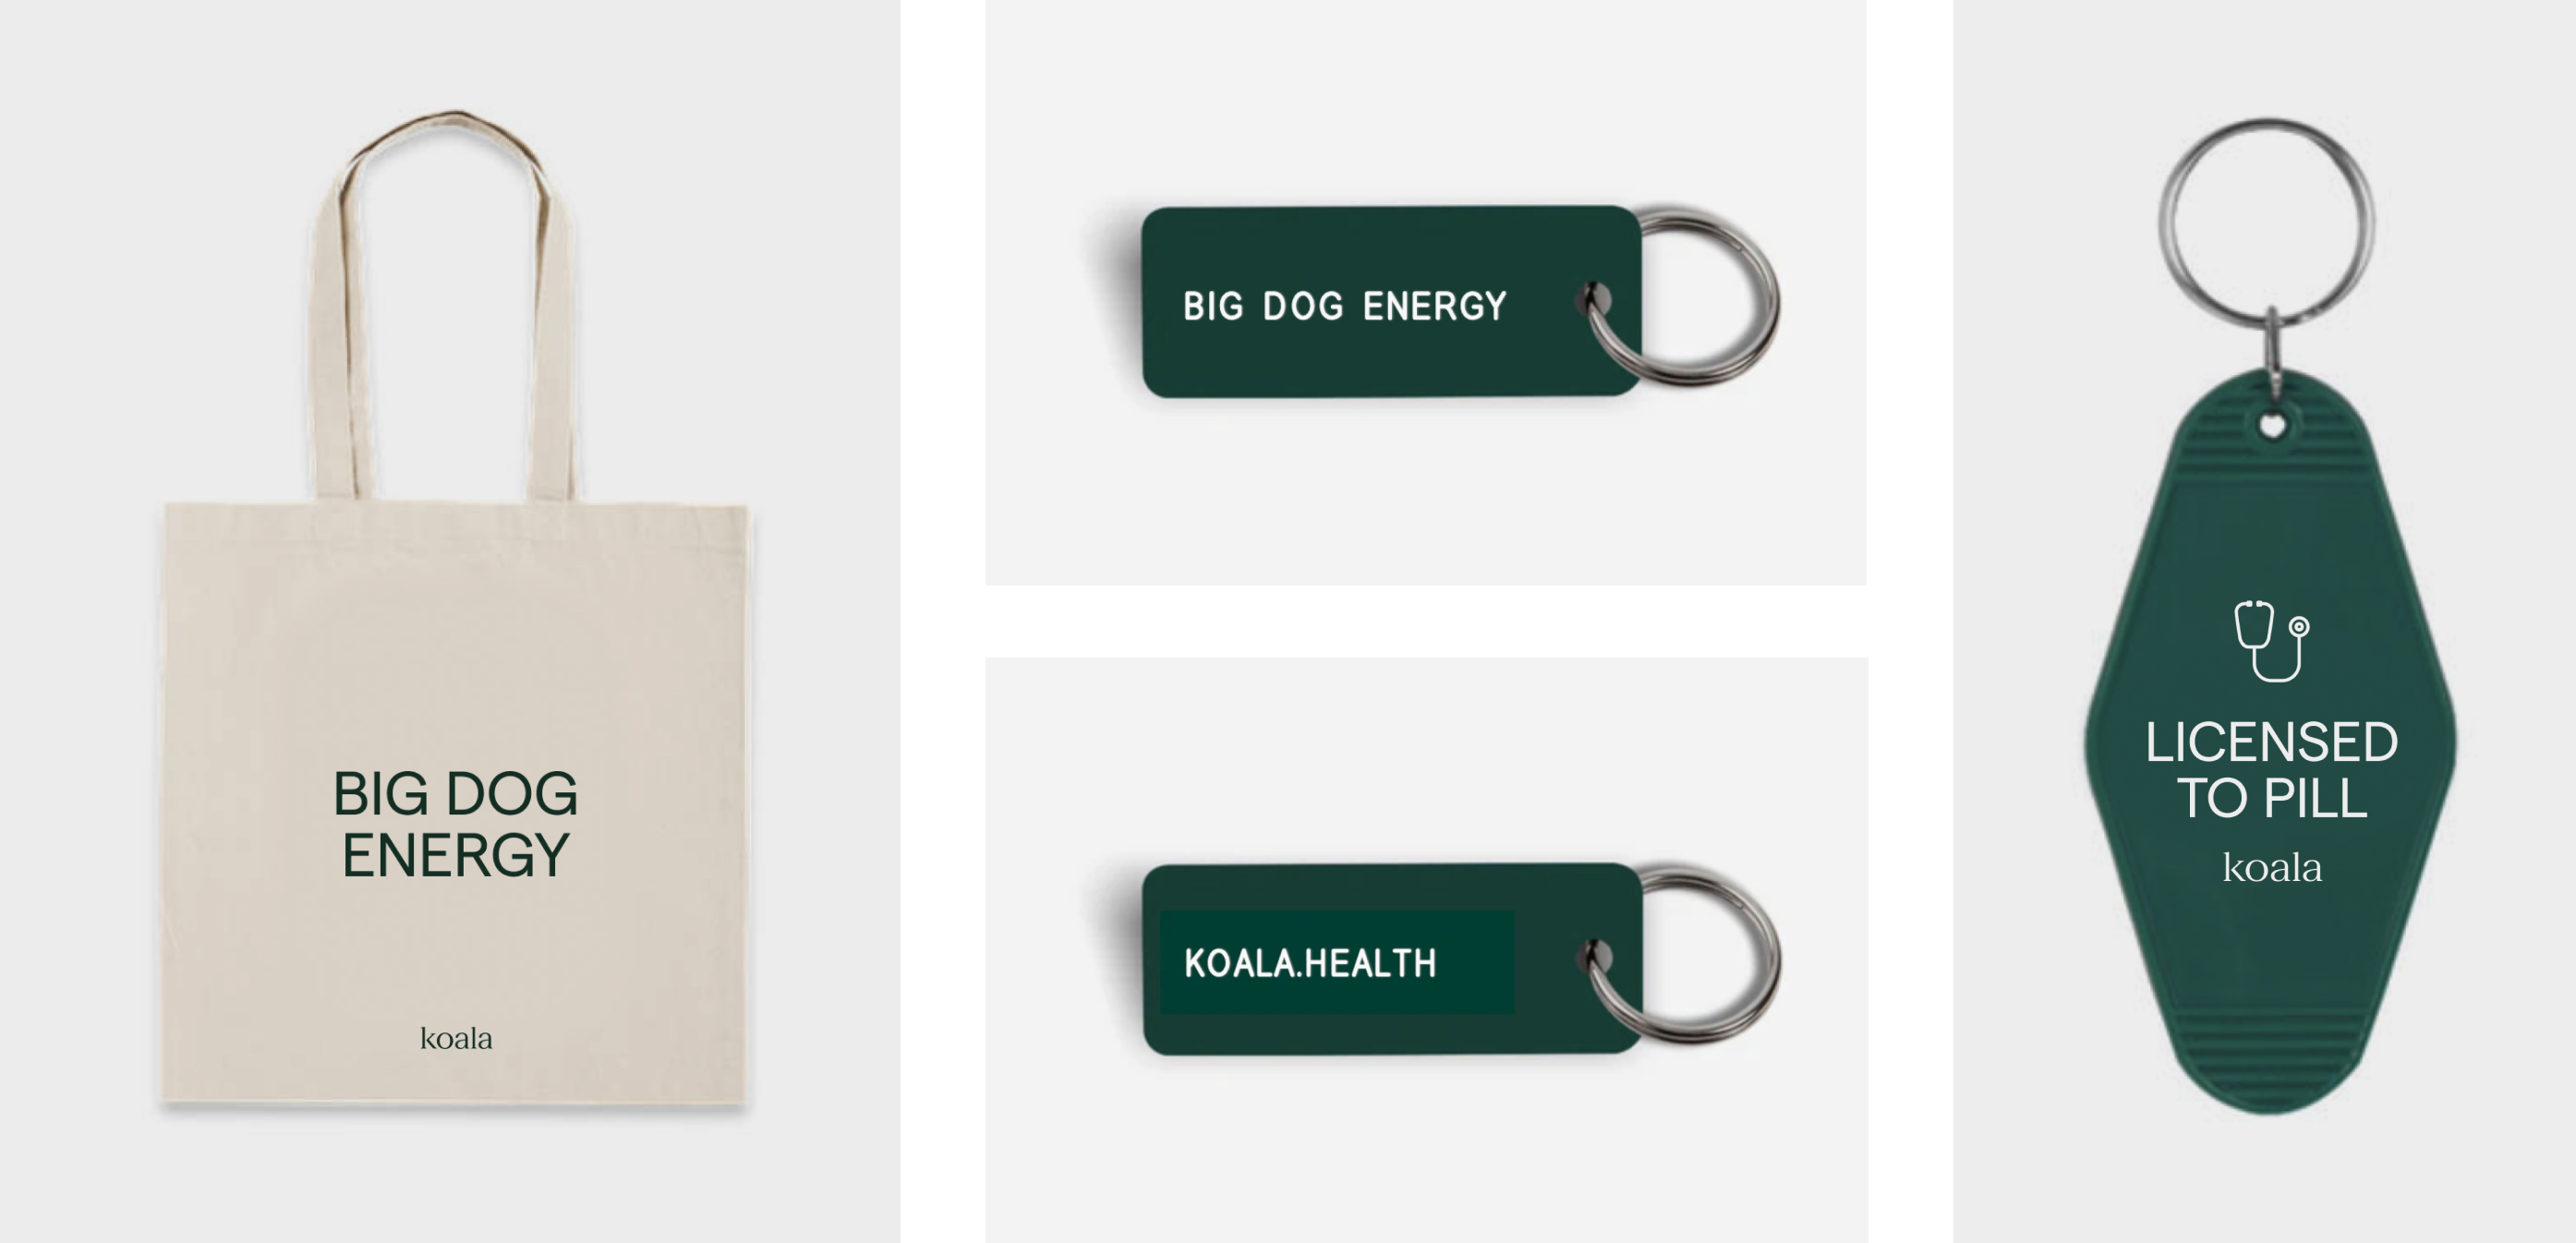 BIG DOG
ENERGY
koala
BIG DOG ENERGY
KOALA.HEALTH
LICENSED
TO PILL
koala